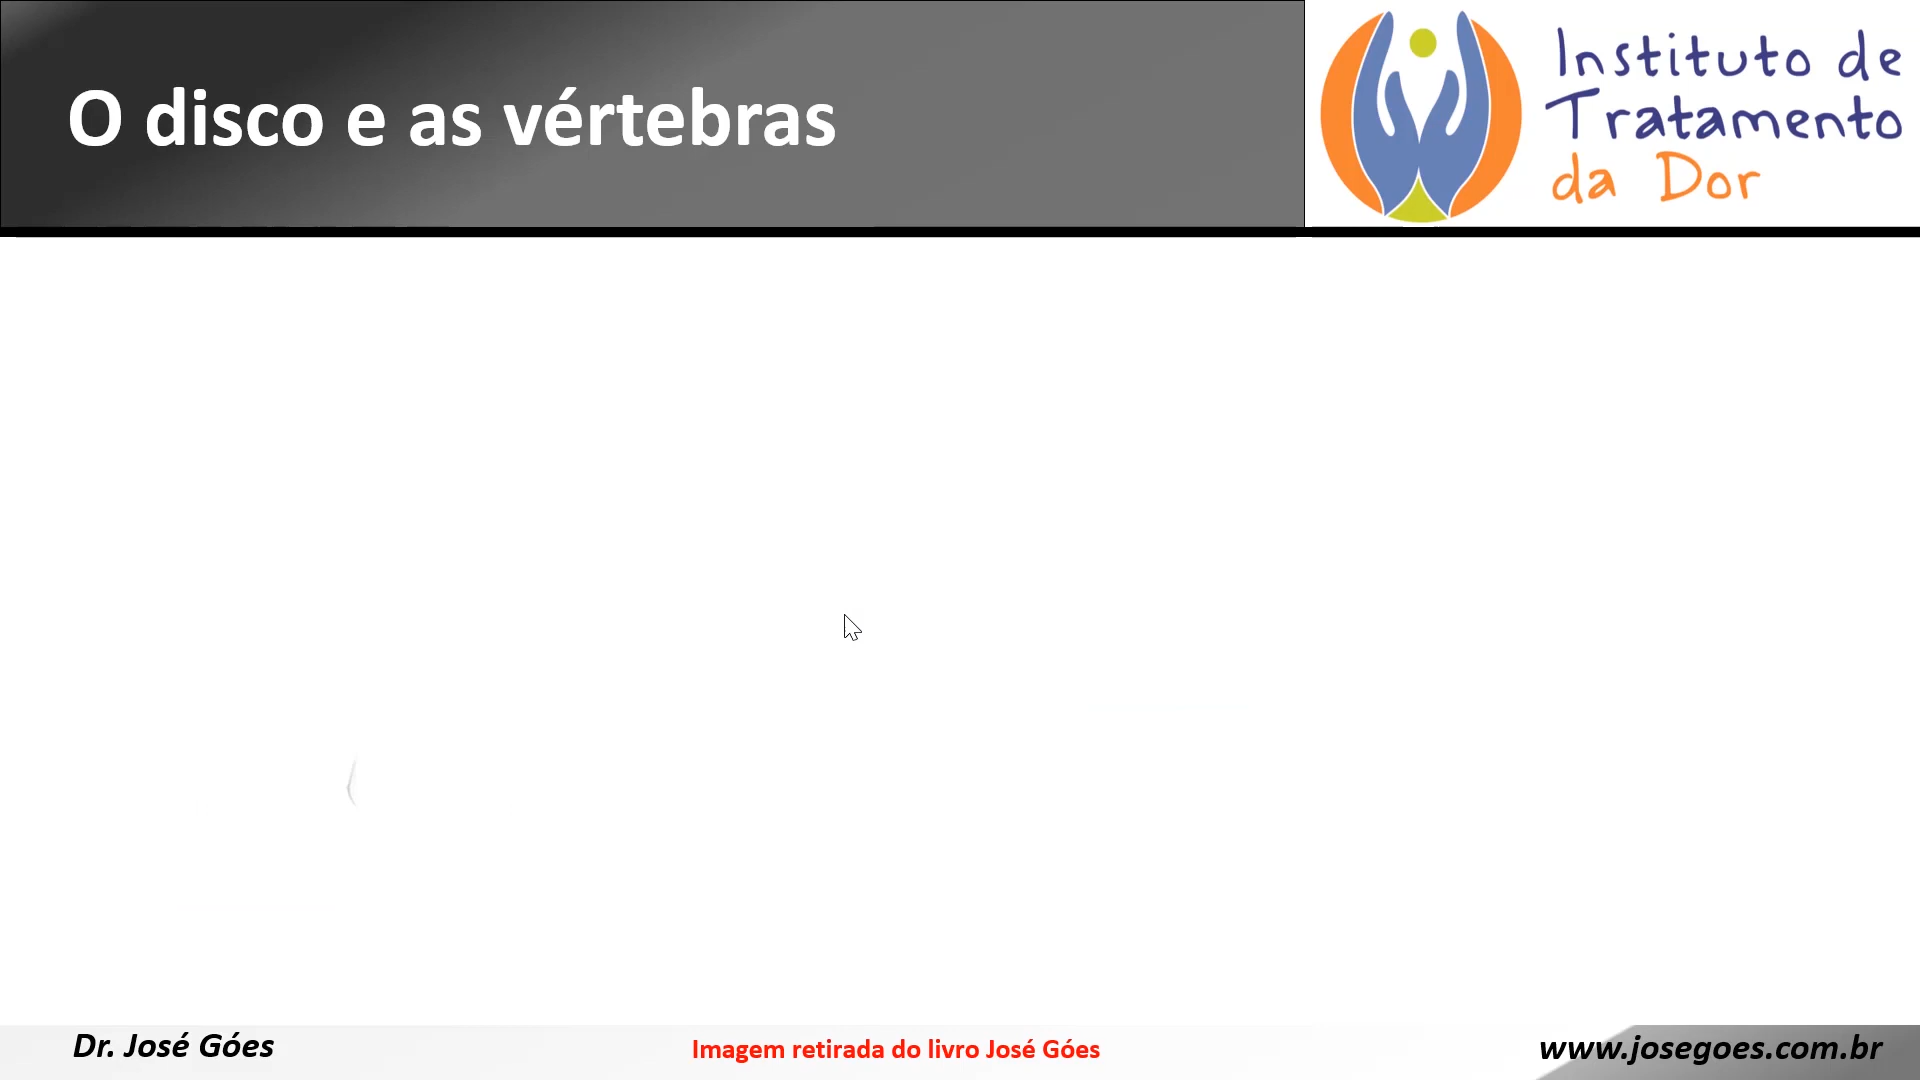 O disco e as vértebras
Instituto de
Tratamento
da Dor
Dr. José Góes
Imagem retirada do livro José Góes
www.josegoes.com.br